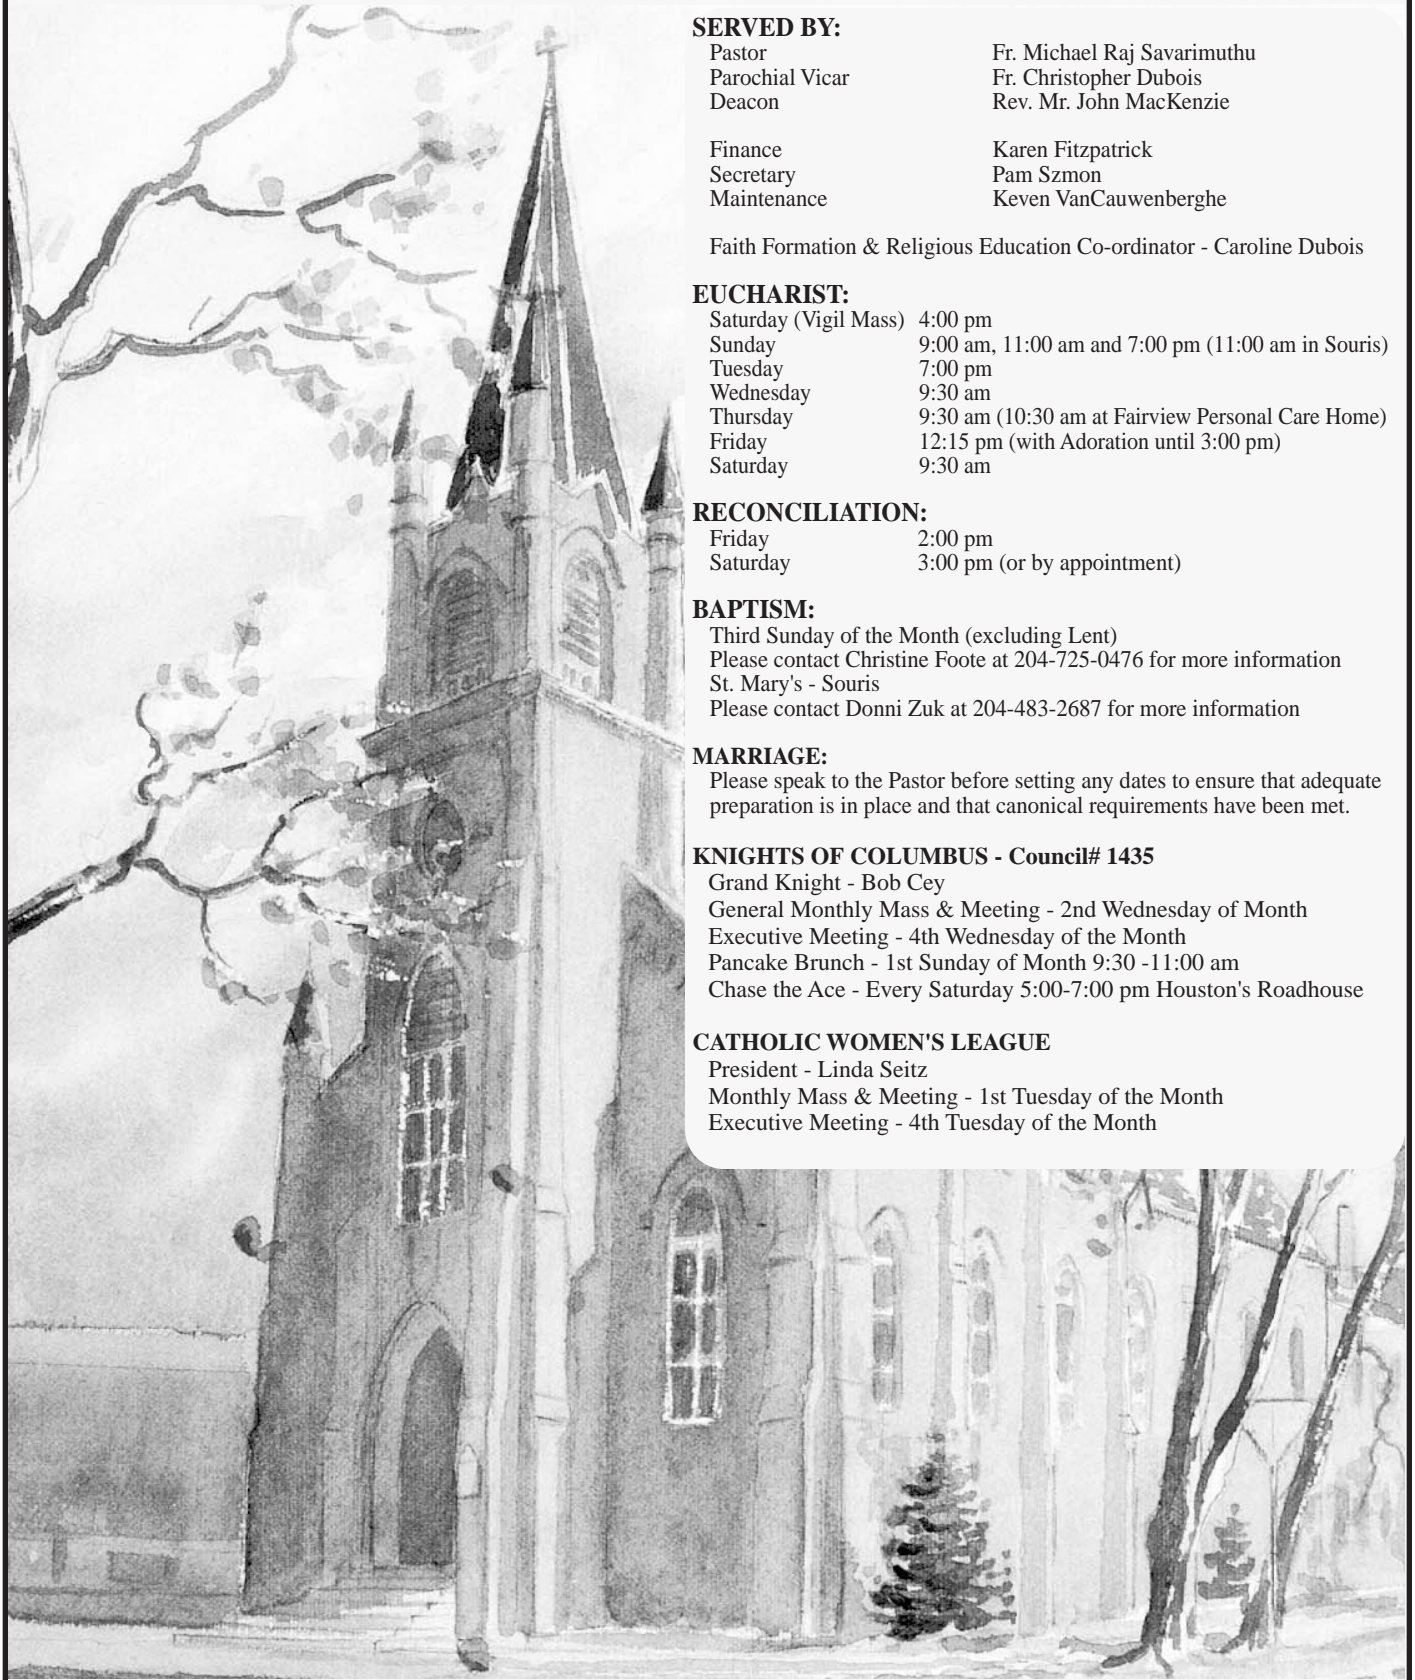 SERVED BY:
Pastor Fr. Michael Raj Savarimuthu
Parochial Vicar Fr. Christopher Dubois
Deacon Rev. Mr. John MacKenzie
Finance Karen Fitzpatrick
Secretary Pam Szmon
Maintenance Keven VanCauwenberghe
Faith Formation & Religious Education Co-ordinator - Caroline Dubois
EUCHARIST:
Saturday (Vigil Mass) 4:00 pm
Sunday 9:00 am, 11:00 am and 7:00 pm (11:00 am in Souris)
Tuesday 7:00 pm
Wednesday 9:30 am
Thursday 9:30 am (10:30 am at Fairview Personal Care Home)
Friday 12:15 pm (with Adoration until 3:00 pm)
Saturday 9:30 am
RECONCILIATION:
Friday 2:00 pm
Saturday 3:00 pm (or by appointment)
BAPTISM:
Third Sunday of the Month (excluding Lent)
Please contact Christine Foote at 204-725-0476 for more information
St. Mary's - Souris
Please contact Donni Zuk at 204-483-2687 for more information
MARRIAGE:
Please speak to the Pastor before setting any dates to ensure that adequate
preparation is in place and that canonical requirements have been met.
KNIGHTS OF COLUMBUS - Council# 1435
Grand Knight - Bob Cey
General Monthly Mass & Meeting - 2nd Wednesday of Month
Executive Meeting - 4th Wednesday of the Month
Pancake Brunch - 1st Sunday of Month 9:30 -11:00 am
Chase the Ace - Every Saturday 5:00-7:00 pm Houston's Roadhouse
CATHOLIC WOMEN'S LEAGUE
President - Linda Seitz
Monthly Mass & Meeting - 1st Tuesday of the Month
Executive Meeting - 4th Tuesday of the Month